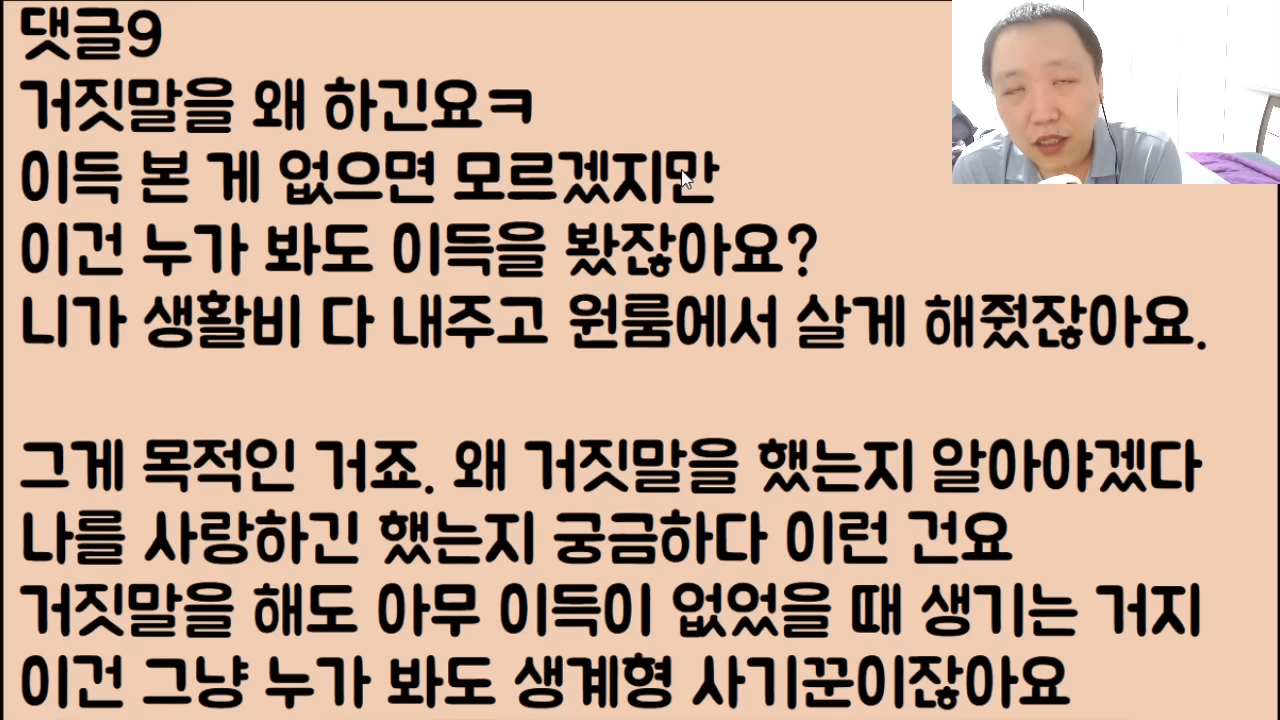 댓글9
거짓말을 왜 하긴요ㅋ
이득 본 게 없으면 모르겠지만
이건 누가 봐도 이득을 봤잖아요?
니가 생활비 다 내주고 원룸에서 살게 해줬잖아요.
그게 목적인 거죠. 왜 거짓말을 했는지 알아야겠다
나를 사랑하긴 했는지 궁금하다 이런 건요
거짓말을 해도 아무 이득이 없었을 때 생기는 거지
이건 그냥 누가 봐도 생계형 사기꾼이잖아요